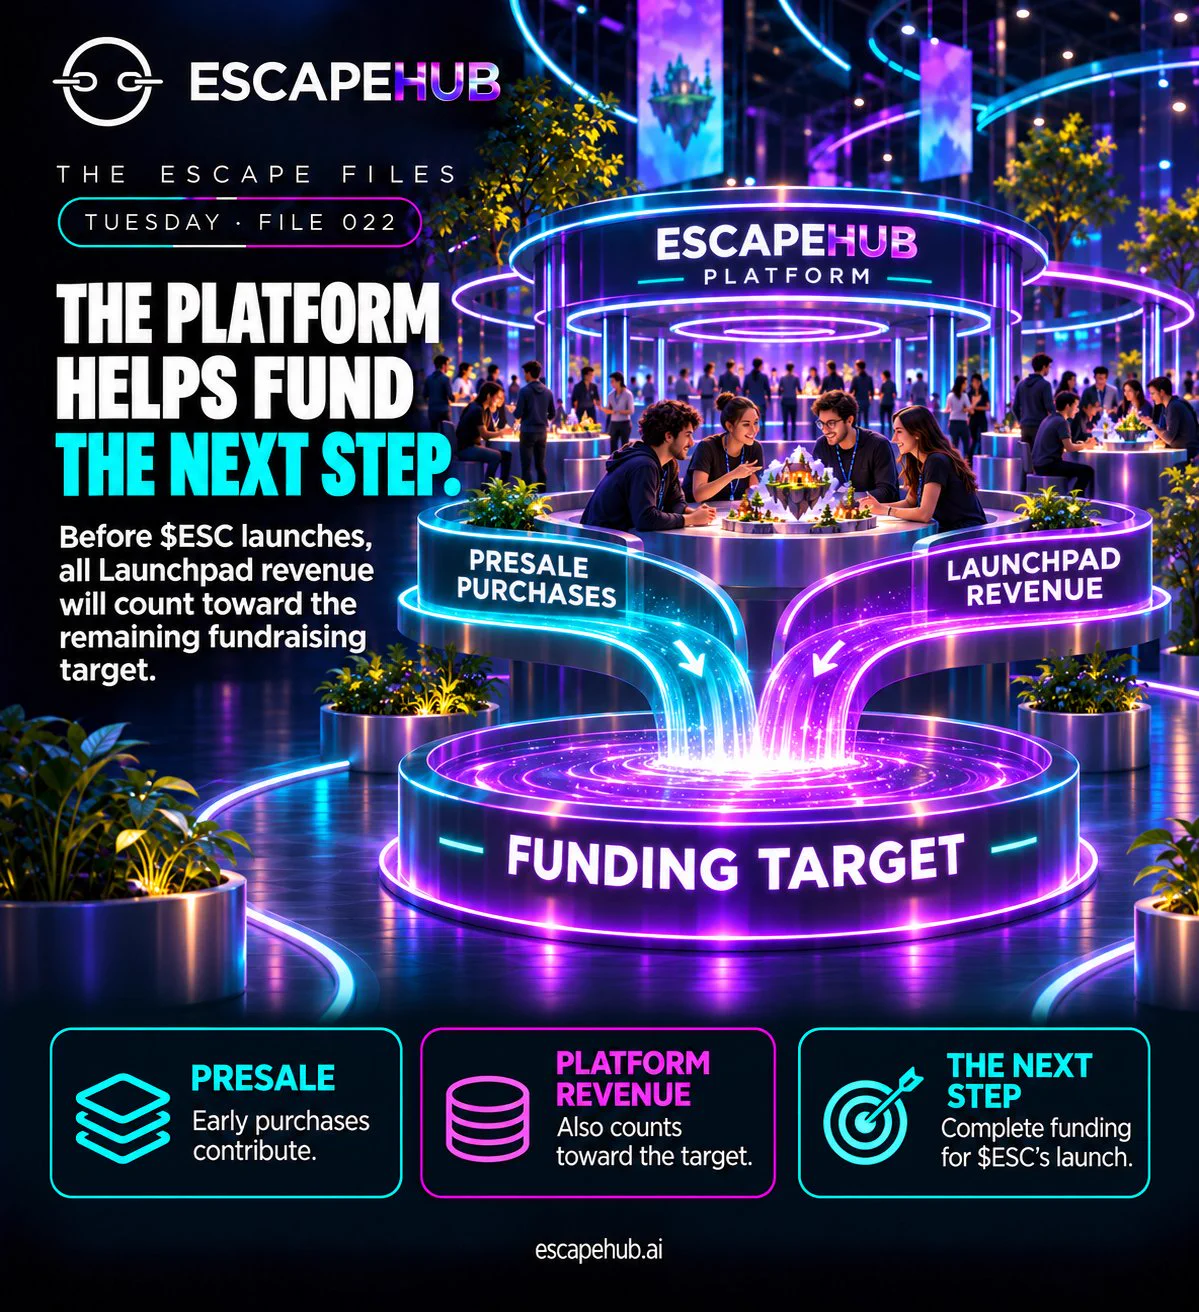 ESCAPEHUB
THE ESCAPE FILES
TUESDAY · FILE 022
THE PLATFORM
HELPS FUND
THE NEXT STEP.
Before $ESC launches,
all Launchpad revenue
will count toward the
remaining fundraising
target.
ESCAPEHUB
PLATFORM
PRESALE
PURCHASES
LAUNCHPAD
REVENUE
FUNDING TARGET
PRESALE
Early purchases
contribute.
PLATFORM
REVENUE
Also counts
toward the target.
THE NEXT
STEP
Complete funding
for $ESC's launch.
escapehub.ai